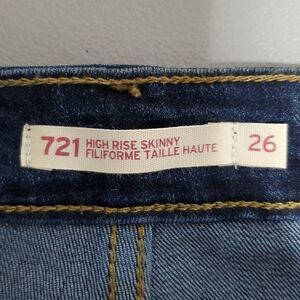 721 HIGH RISE SKINNY
FILIFORME TAILLE HAUTE
26